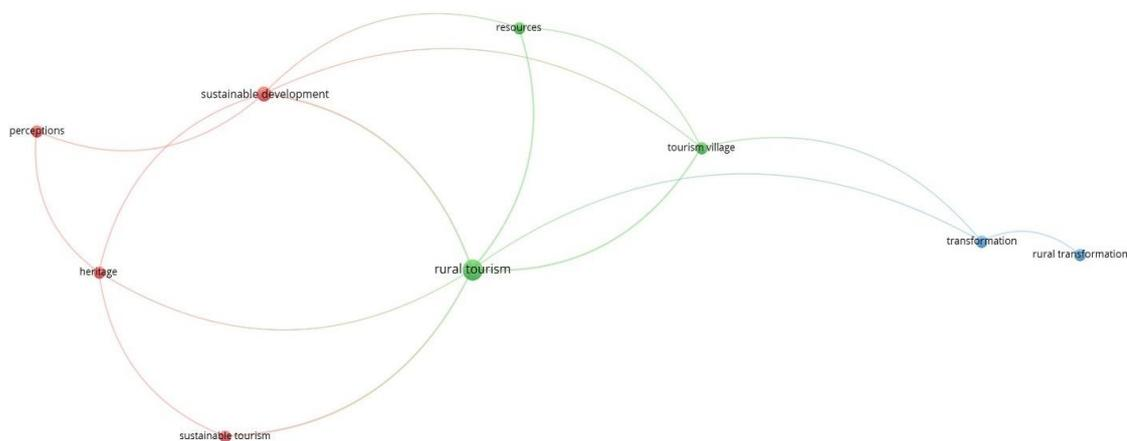 resources
sustainable development
perceptions
tourism village
transformation
rural transformation
rural tourism
heritage
sustainable tourism